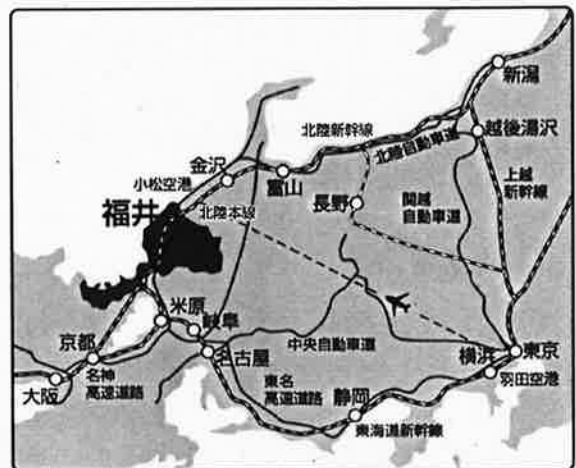 新潟
北陸新幹線
北陸自動車道
越後湯沢
金沢
小松空港
富山
上越
新幹線
長野
関越
自動車道
福井
北陸本線
米原
岐阜
京都
名古屋
中央自動車道
横浜
東京
大阪
名神
高速道路
東名
高速道路
静岡
羽田空港
東海道新幹線